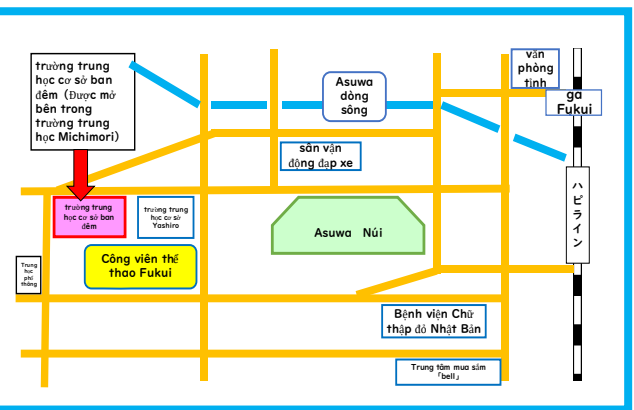 trường trung
học cơ sở ban
đêm (Được mở
bên trong
trường trung
học Michimori)
Asuwa
dòng
sông
văn
phòng
tỉnh
ga
Fukui
sân vận
động đạp xe
trường trung
học cơ sở ban
đêm
trường trung
học cơ sở
Yashiro
Asuwa Núi
ハピライン
Công viên thể
thao Fukui
Trung
học
phổ
thông
Bệnh viện Chữ
thập đỏ Nhật Bản
Trung tâm mua sắm
「bell」